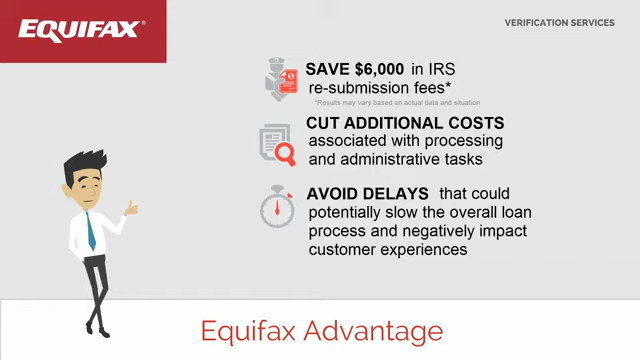 EQUIFAX®
VERIFICATION SERVICES
SAVE $6,000 in IRS
re-submission fees*
*Results may vary based on actual data and situation
CUT ADDITIONAL COSTS
associated with processing
and administrative tasks
AVOID DELAYS that could
potentially slow the overall loan
process and negatively impact
customer experiences
Equifax Advantage